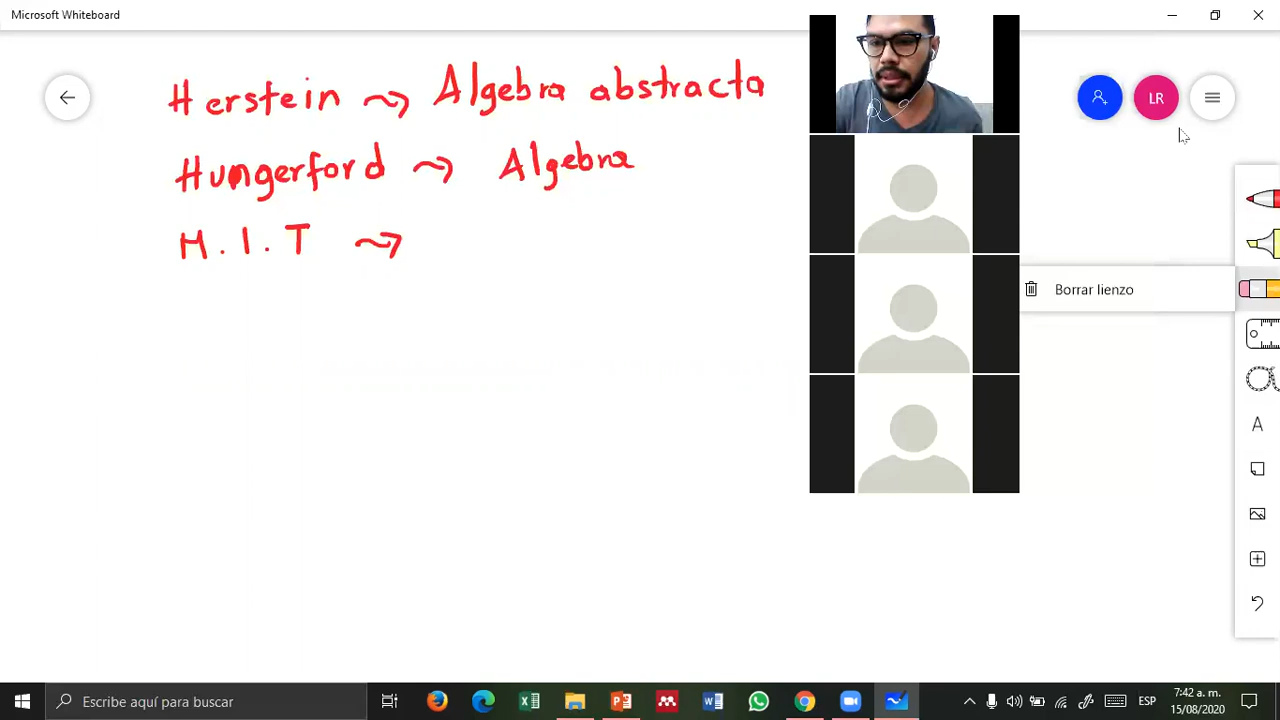 Microsoft Whiteboard
Herstein → Algebra abstracta
LR
Hungerford → Algebra
M.I.T →
Borrar lienzo
A
Escribe aquí para buscar
ESP
7:42 a. m.
15/08/2020